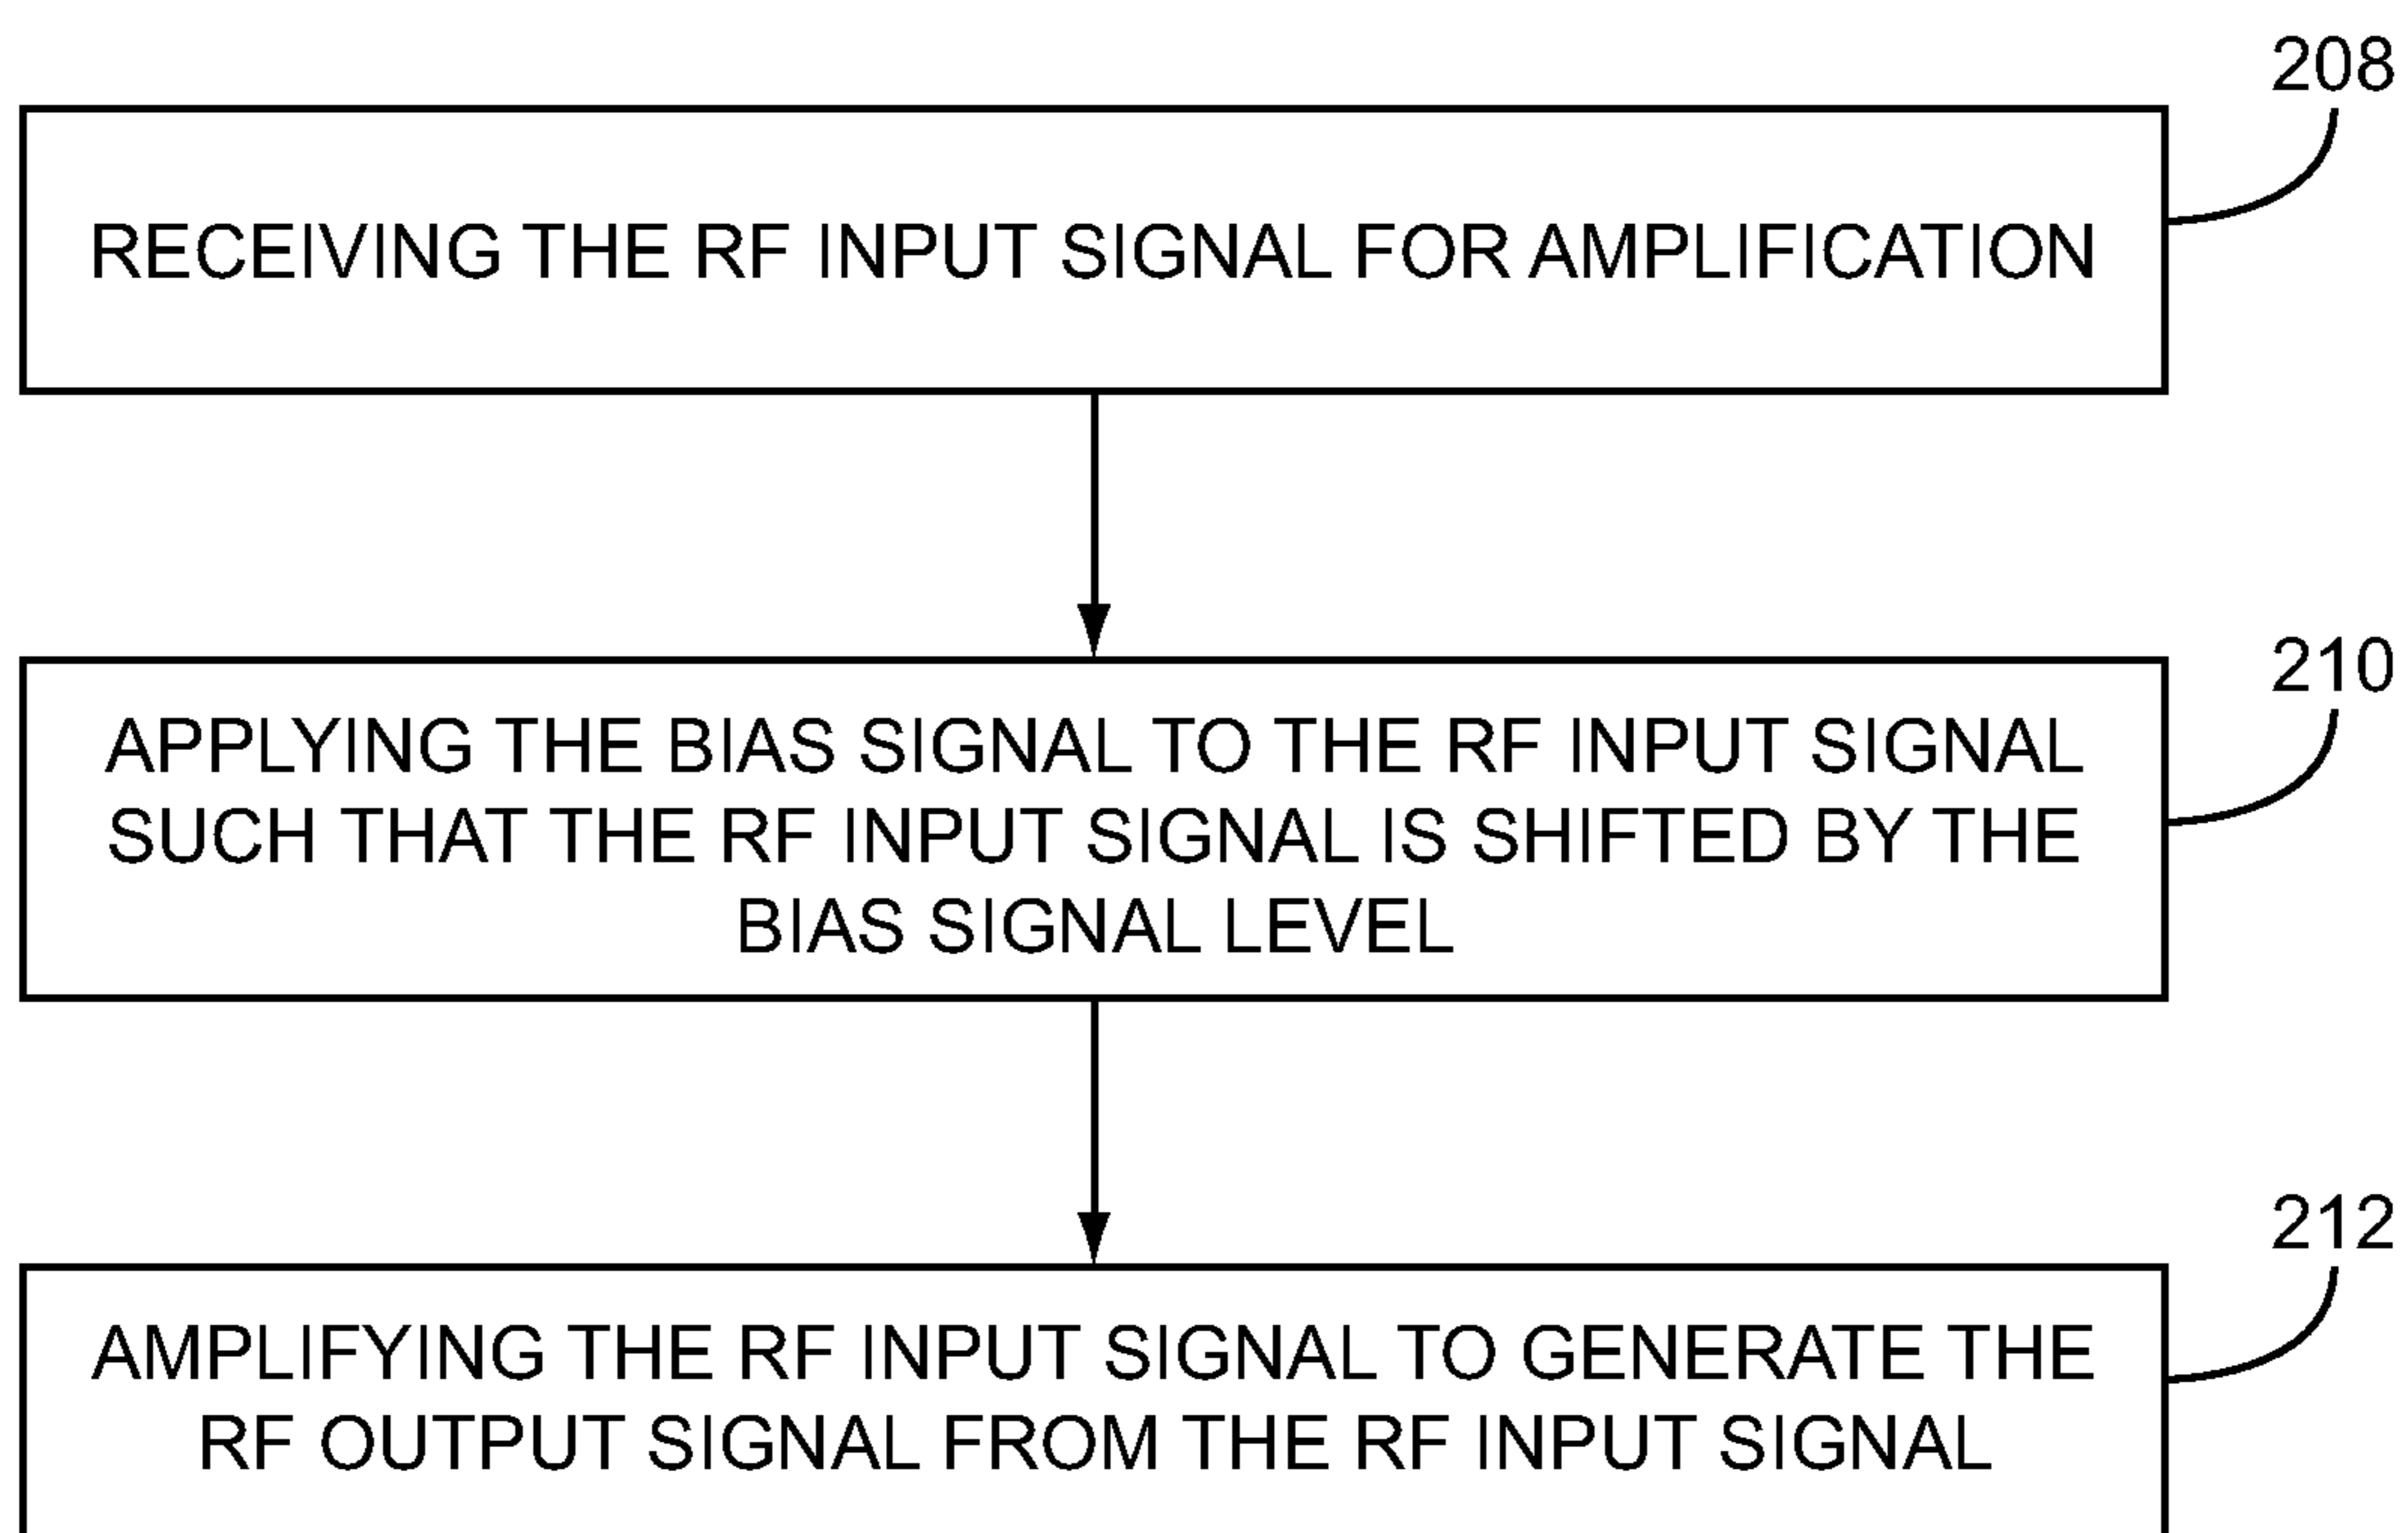 208
RECEIVING THE RF INPUT SIGNAL FOR AMPLIFICATION
210
APPLYING THE BIAS SIGNAL TO THE RF INPUT SIGNAL
SUCH THAT THE RF INPUT SIGNAL IS SHIFTED BY THE
BIAS SIGNAL LEVEL
212
AMPLIFYING THE RF INPUT SIGNAL TO GENERATE THE
RF OUTPUT SIGNAL FROM THE RF INPUT SIGNAL